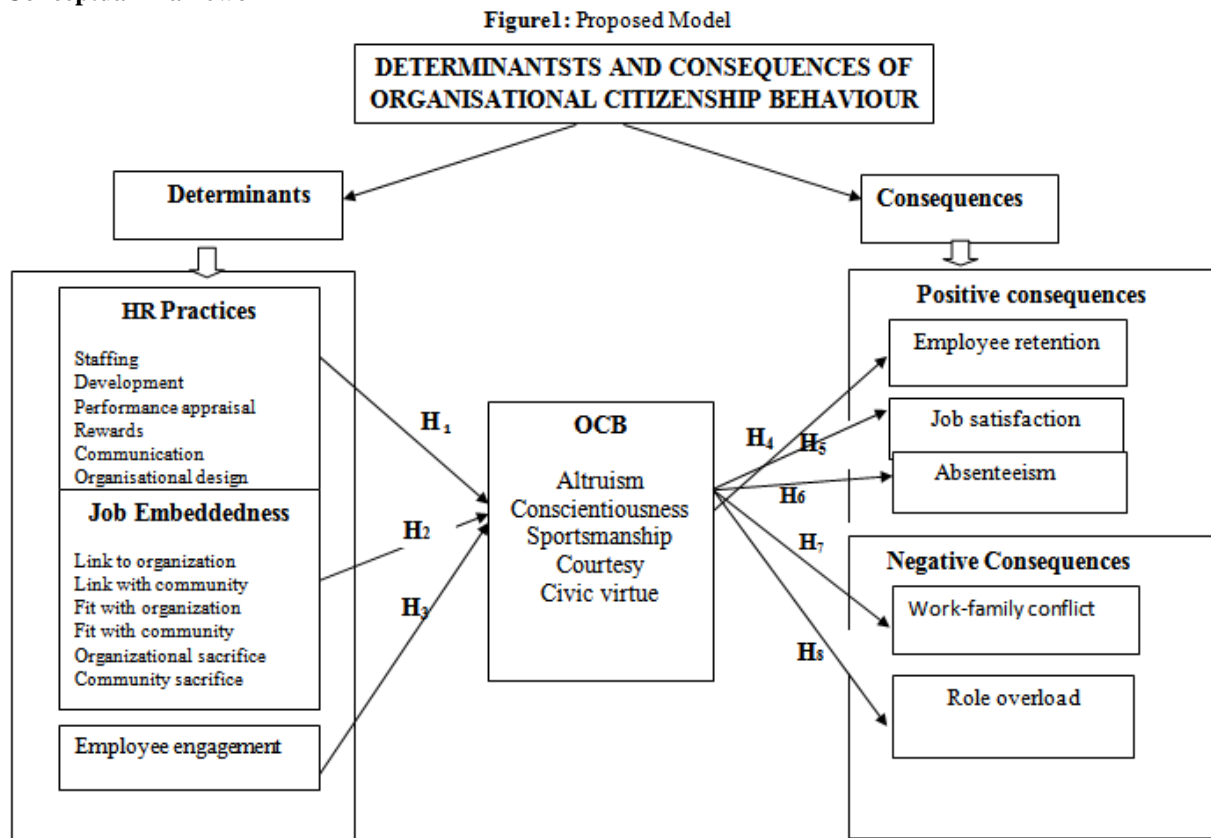 Figure1: Proposed Model
DETERMINANTSTS AND CONSEQUENCES OF
ORGANISATIONAL CITIZENSHIP BEHAVIOUR
Determinants
Consequences
HR Practices
Staffing
Development
Performance appraisal
Rewards
Communication
Organisational design
Job Embeddedness
Link to organization
Link with community
Fit with organization
Fit with community
Organizational sacrifice
Community sacrifice
Employee engagement
H1
H2
H3
OCB
Altruism
Conscientiousness
Sportsmanship
Courtesy
Civic virtue
H4
H5
H6
H7
H8
Positive consequences
Employee retention
Job satisfaction
Absenteeism
Negative Consequences
Work-family conflict
Role overload